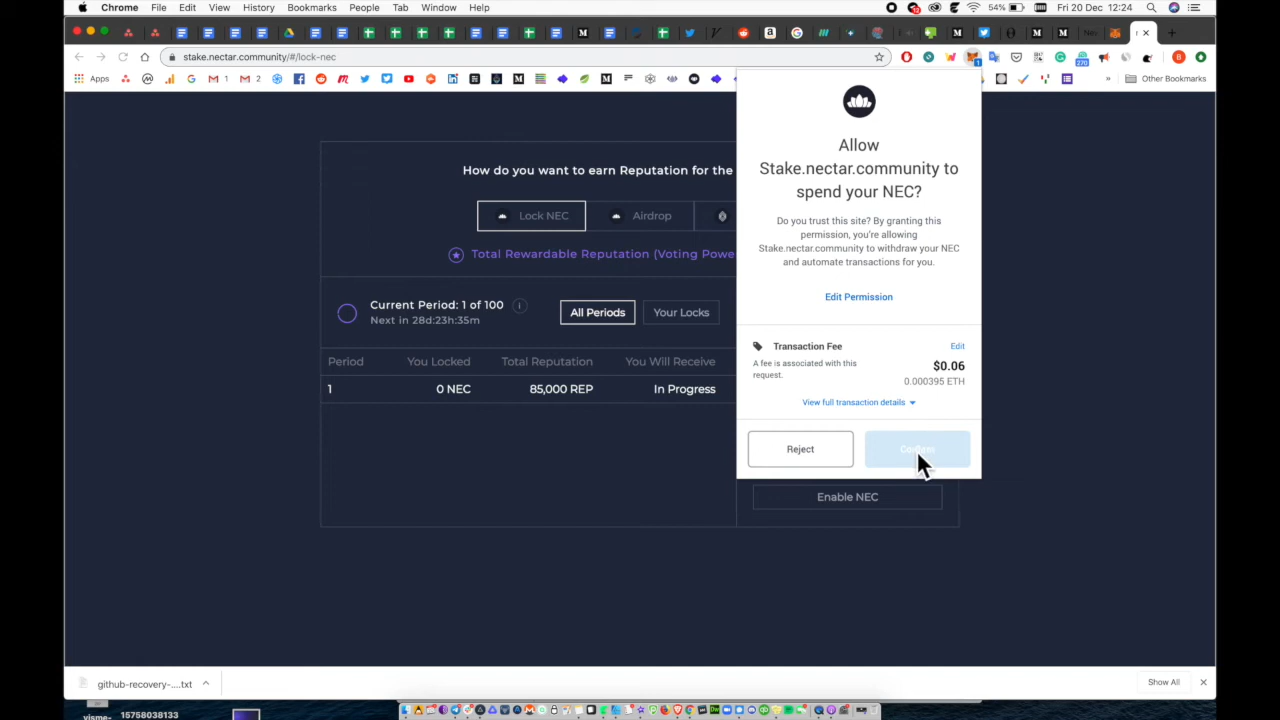 Chrome File Edit View History Bookmarks People Tab Window Help 54% Fri 20 Dec 12:24
stake.nectar.community/#/lock-nec
Apps 1 2 270 » Other Bookmarks
How do you want to earn Reputation for the
Lock NEC Airdrop
Total Rewardable Reputation (Voting Powe
Current Period: 1 of 100
Next in 28d:23h:35m
All Periods Your Locks
Period You Locked Total Reputation You Will Receive
1 0 NEC 85,000 REP In Progress
Allow
Stake.nectar.community to
spend your NEC?
Do you trust this site? By granting this
permission, you're allowing
Stake.nectar.community to withdraw your NEC
and automate transactions for you.
Edit Permission
Transaction Fee Edit
A fee is associated with this
request.
$0.06
0.000395 ETH
View full transaction details
Reject Confirm
Enable NEC
github-recovery-....txt
Show All
visme-
15758038133